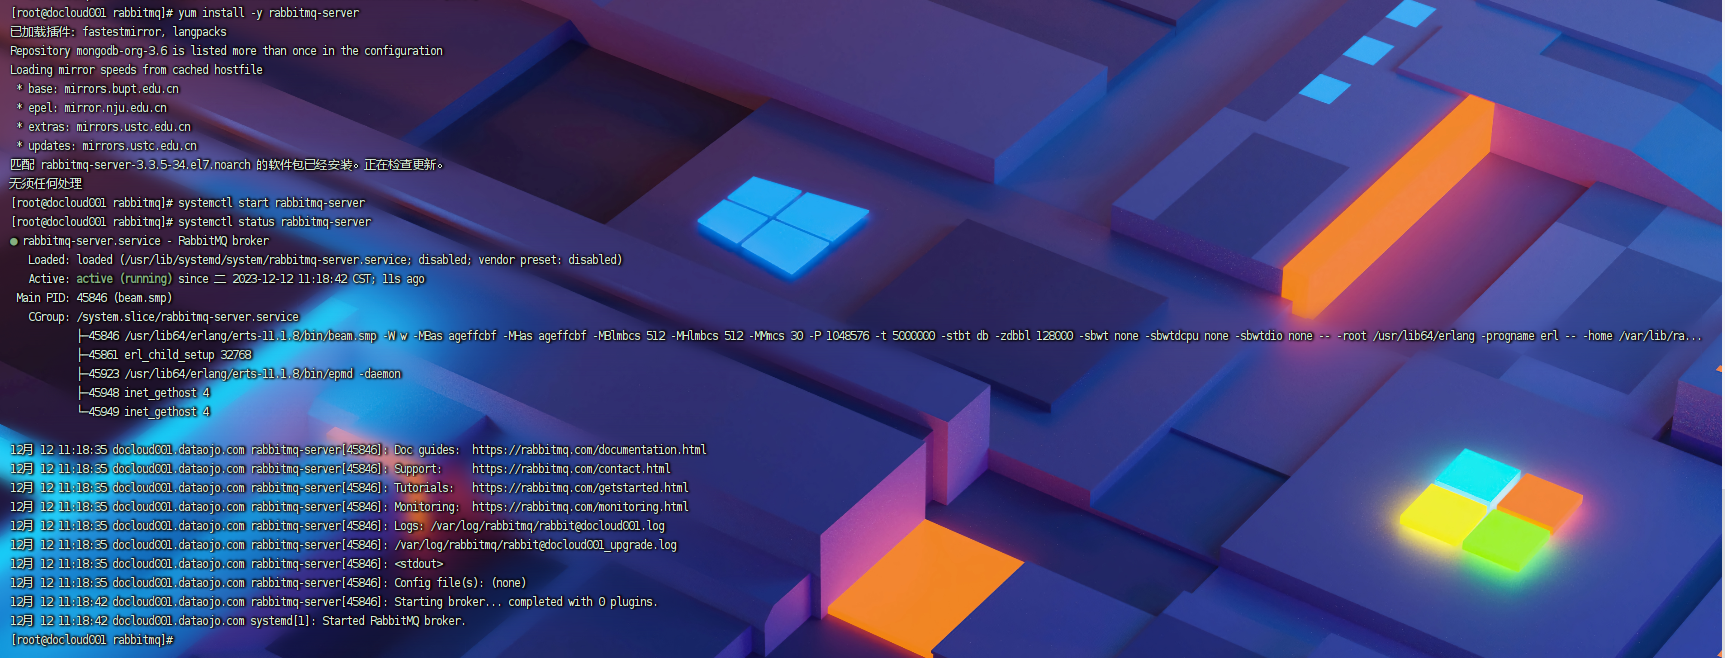 [root@docloud001 rabbitmq]# yum install -y rabbitmq-server
已加载插件: fastestmirror, langpacks
Repository mongodb-org-3.6 is listed more than once in the configuration
Loading mirror speeds from cached hostfile
 * base: mirrors.bupt.edu.cn
 * epel: mirror.nju.edu.cn
 * extras: mirrors.ustc.edu.cn
 * updates: mirrors.ustc.edu.cn
匹配 rabbitmq-server-3.3.5-34.el7.noarch 的软件包已经安装。正在检查更新。
无须任何处理
[root@docloud001 rabbitmq]# systemctl start rabbitmq-server
[root@docloud001 rabbitmq]# systemctl status rabbitmq-server
● rabbitmq-server.service - RabbitMQ broker
   Loaded: loaded (/usr/lib/systemd/system/rabbitmq-server.service; disabled; vendor preset: disabled)
   Active: active (running) since 二 2023-12-12 11:18:42 CST; 11s ago
 Main PID: 45846 (beam.smp)
   CGroup: /system.slice/rabbitmq-server.service
           ├─45846 /usr/lib64/erlang/erts-11.1.8/bin/beam.smp -W w -MBas ageffcbf -MHas ageffcbf -MBlmbcs 512 -MHlmbcs 512 -MMmcs 30 -P 1048576 -t 5000000 -stbt db -zdbbl 128000 -sbwt none -sbwtdcpu none -sbwtdio none -- -root /usr/lib64/erlang -progname erl -- -home /var/lib/ra...
           ├─45861 erl_child_setup 32768
           ├─45923 /usr/lib64/erlang/erts-11.1.8/bin/epmd -daemon
           ├─45948 inet_gethost 4
           └─45949 inet_gethost 4
12月 12 11:18:35 docloud001.dataojo.com rabbitmq-server[45846]: Doc guides:  https://rabbitmq.com/documentation.html
12月 12 11:18:35 docloud001.dataojo.com rabbitmq-server[45846]: Support:     https://rabbitmq.com/contact.html
12月 12 11:18:35 docloud001.dataojo.com rabbitmq-server[45846]: Tutorials:   https://rabbitmq.com/getstarted.html
12月 12 11:18:35 docloud001.dataojo.com rabbitmq-server[45846]: Monitoring:  https://rabbitmq.com/monitoring.html
12月 12 11:18:35 docloud001.dataojo.com rabbitmq-server[45846]: Logs: /var/log/rabbitmq/rabbit@docloud001.log
12月 12 11:18:35 docloud001.dataojo.com rabbitmq-server[45846]: /var/log/rabbitmq/rabbit@docloud001_upgrade.log
12月 12 11:18:35 docloud001.dataojo.com rabbitmq-server[45846]: <stdout>
12月 12 11:18:35 docloud001.dataojo.com rabbitmq-server[45846]: Config file(s): (none)
12月 12 11:18:42 docloud001.dataojo.com rabbitmq-server[45846]: Starting broker... completed with 0 plugins.
12月 12 11:18:42 docloud001.dataojo.com systemd[1]: Started RabbitMQ broker.
[root@docloud001 rabbitmq]#